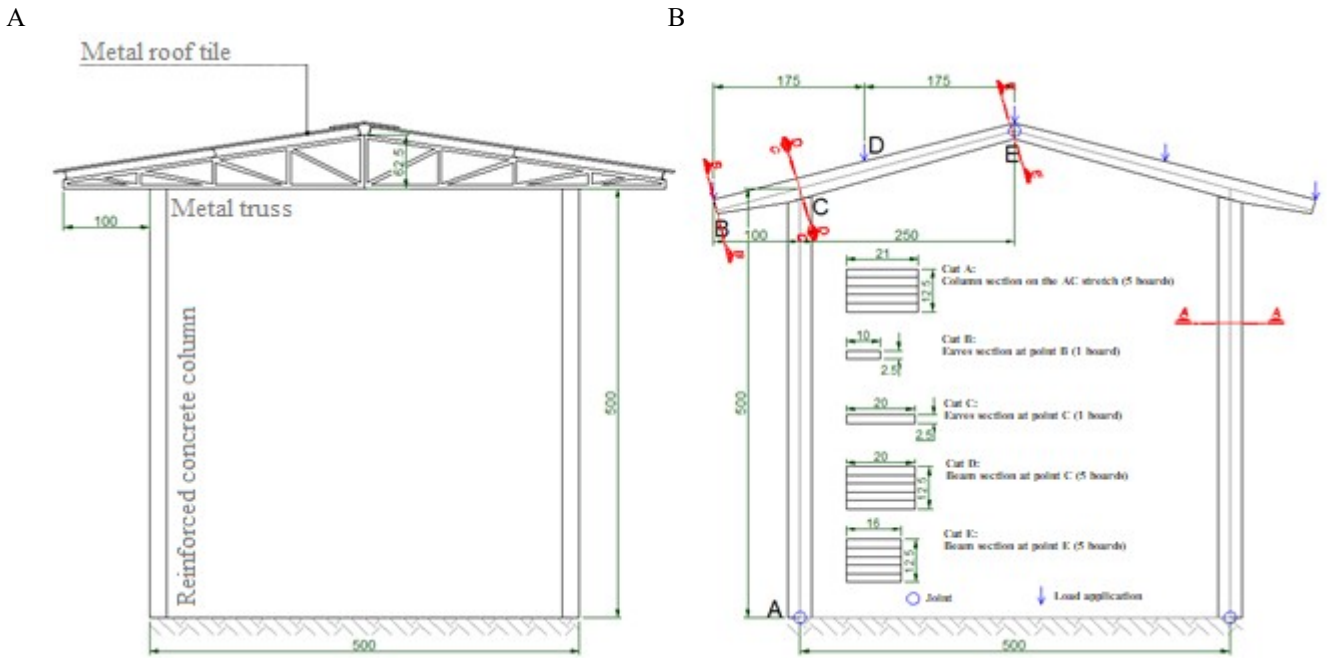 A
B
Metal roof tile
62.5
Metal truss
100
Reinforced concrete column
500
500
175
175
D
E
C
B
100
250
500
21
12.5
Cut A:
Column section on the AC stretch (5 boards)
A
A
10
2.5
Cut B:
Eaves section at point B (1 board)
20
2.5
Cut C:
Eaves section at point C (1 board)
20
12.5
Cut D:
Beam section at point C (5 boards)
16
12.5
Cut E:
Beam section at point E (5 boards)
A
Joint
Load application
500